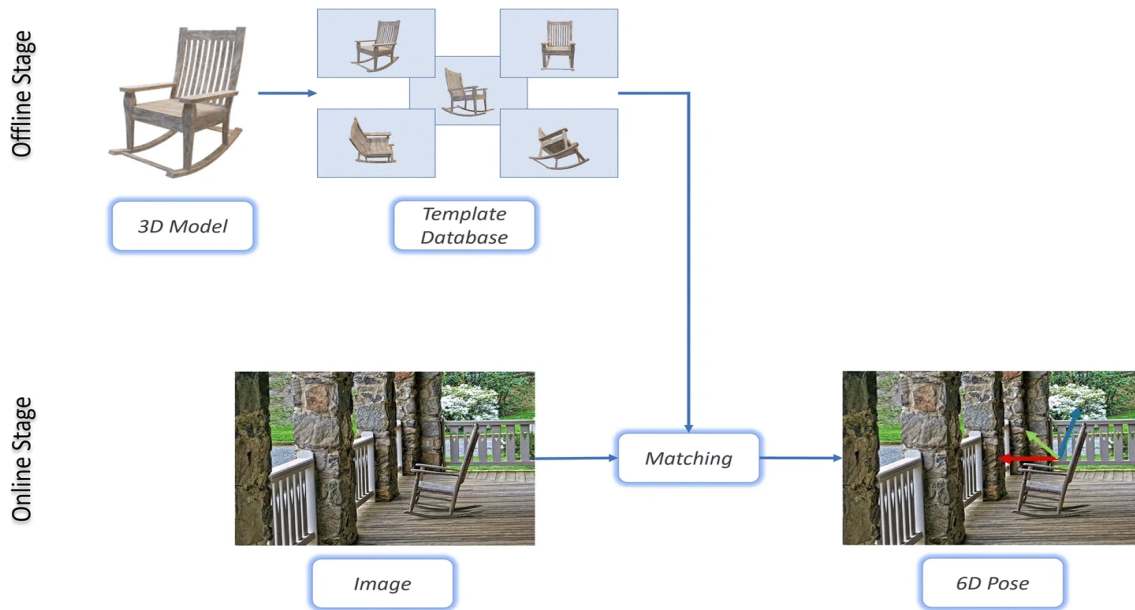 Offline Stage
3D Model
Template
Database
Online Stage
Matching
Image
6D Pose